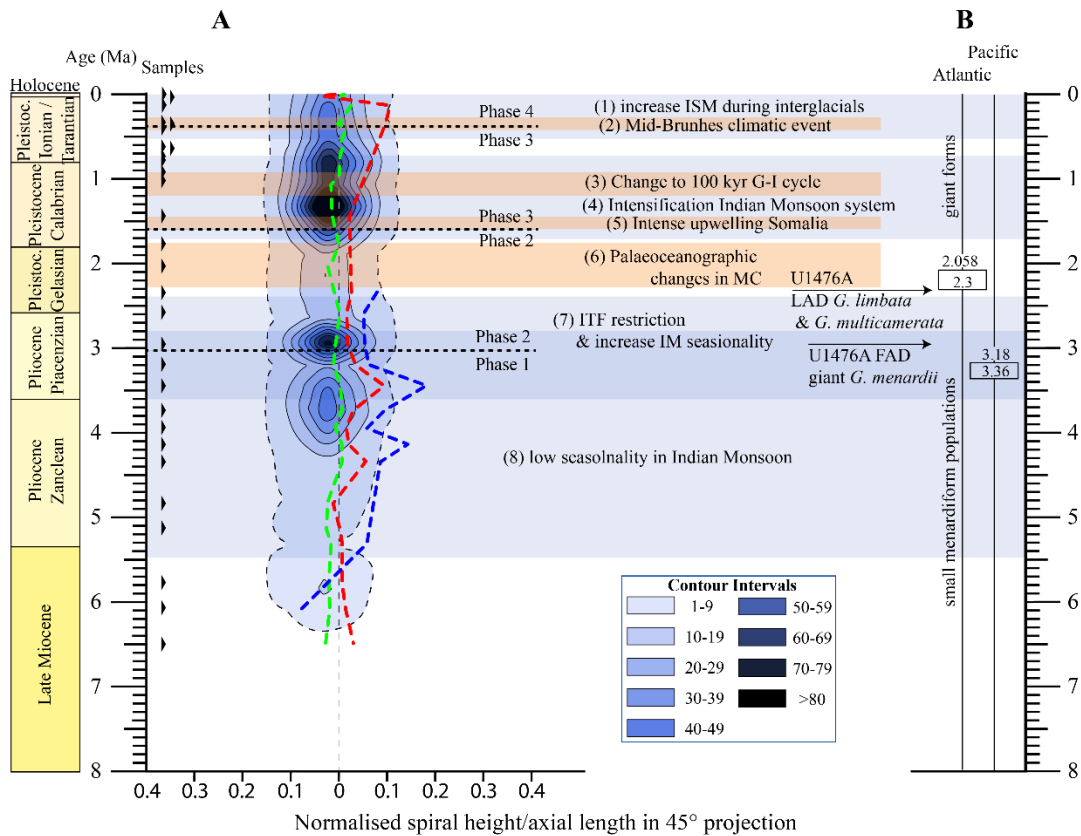 A
B
Age (Ma)
Samples
Pacific
Atlantic
Holocene
Pleistoc.
Ionian /
Tarantian
Pleistocene
Calabrian
Pleistoc.
Gelasian
Pliocene
Piacenzian
Pliocene
Zanclean
Late Miocene
0
1
2
3
4
5
6
7
8
Phase 4
Phase 3
Phase 3
Phase 2
Phase 2
Phase 1
(1) increase ISM during interglacials
(2) Mid-Brunhes climatic event
(3) Change to 100 kyr G-I cycle
(4) Intensification Indian Monsoon system
(5) Intense upwelling Somalia
(6) Palaeoceanographic
changes in MC
U1476A
LAD G. limbata
& G. multicamerata
(7) ITF restriction
& increase IM seasionality
U1476A FAD
giant G. menardii
(8) low scasolnality in Indian Monsoon
giant forms
small menardiform populations
2.058
2.3
3.18
3.36
0
1
2
3
4
5
6
7
8
Contour Intervals
1-9
10-19
20-29
30-39
40-49
50-59
60-69
70-79
>80
0.4 0.3 0.2 0.1 0 0.1 0.2 0.3 0.4
Normalised spiral height/axial length in 45° projection